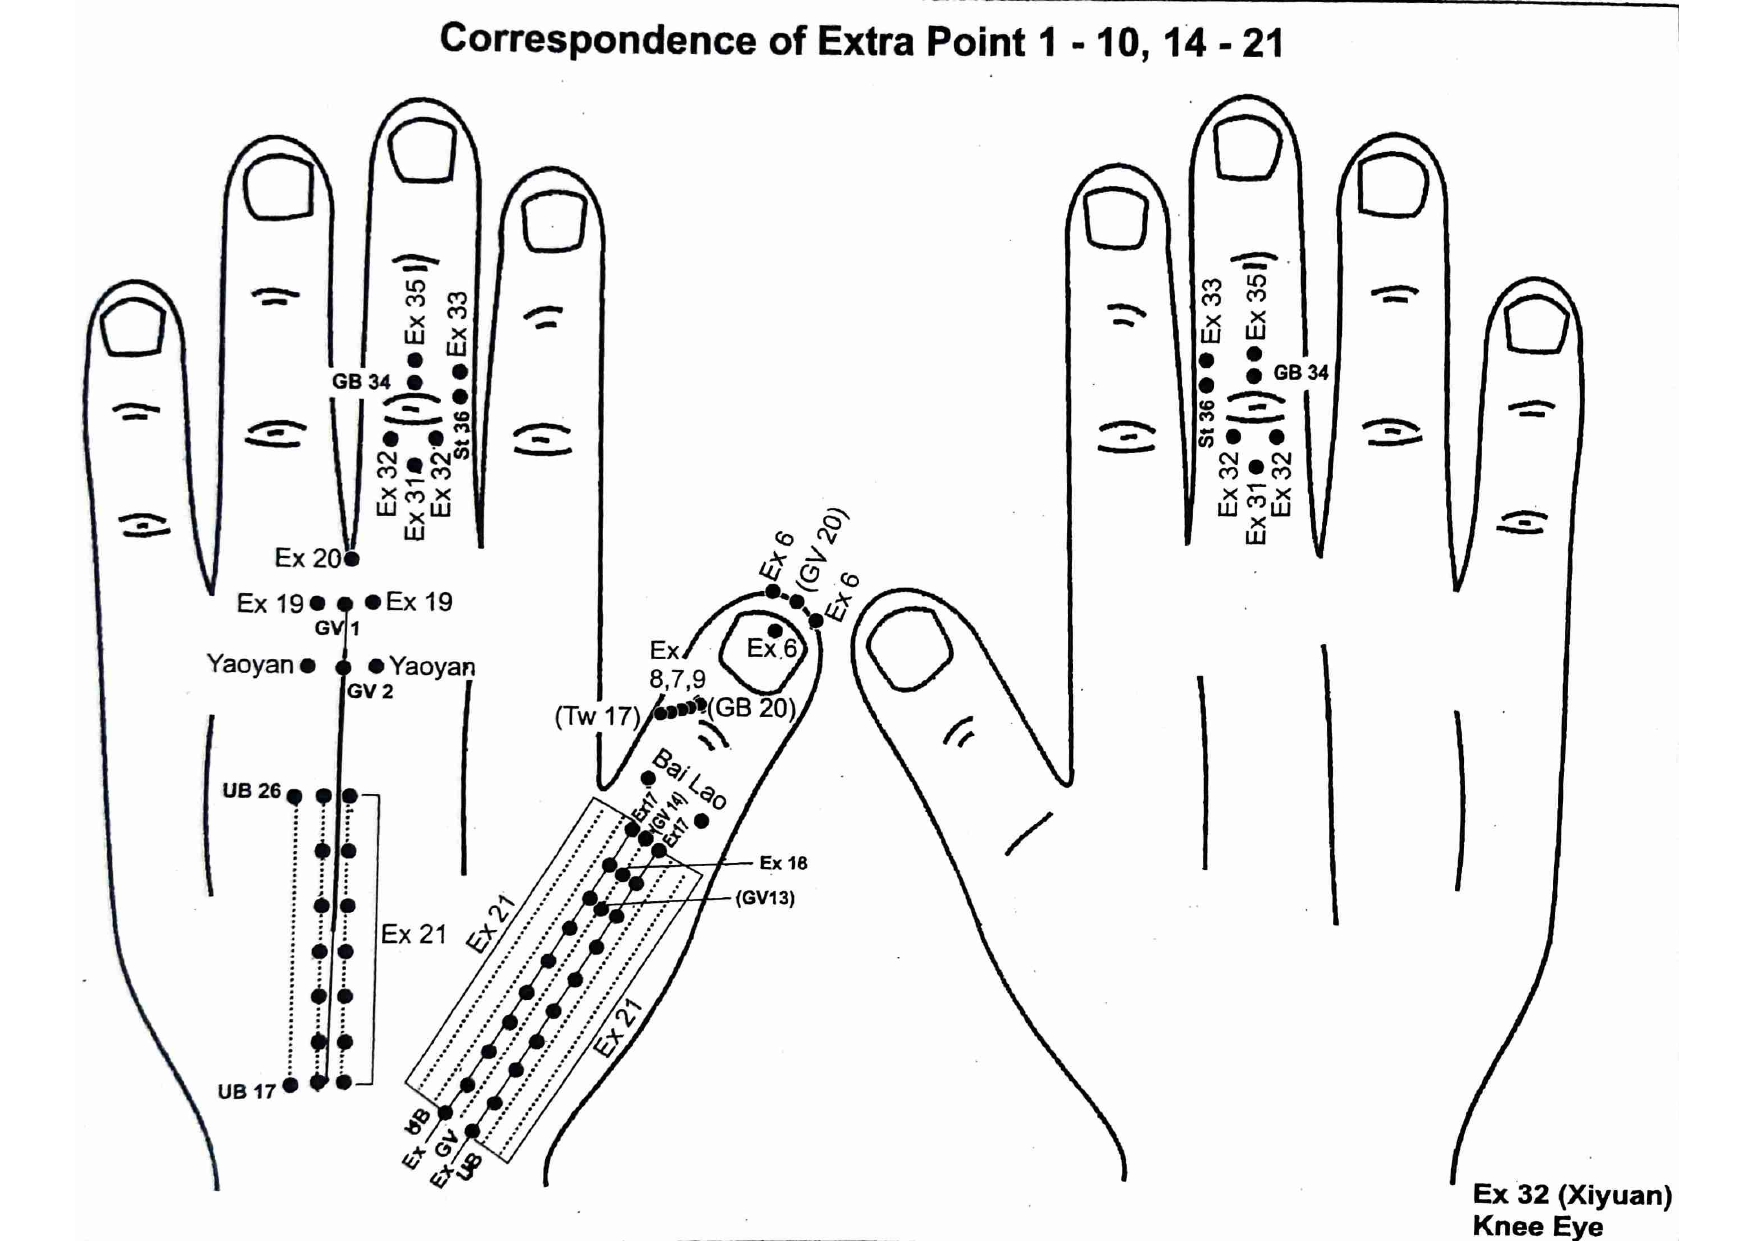 Correspondence of Extra Point 1 - 10, 14 - 21
Ex 35
Ex 33
GB 34
St 36
Ex 32
Ex 31
Ex 32
Ex 20
Ex 19
Ex 19
GV 1
Yaoyan
Yaoyan
GV 2
UB 26
Ex 21
UB 17
Ex 6
(GV 20)
Ex 6
Ex 6
Ex
8,7,9
(Tw 17)
(GB 20)
Bai Lao
Ex17
(GV 14)
Ex17
Ex 16
(GV13)
Ex 21
Ex 21
UB
Ex
GV
Ex
UB
Ex 33
Ex 35
GB 34
St 36
Ex 32
Ex 31
Ex 32
Ex 32 (Xiyuan)
Knee Eye